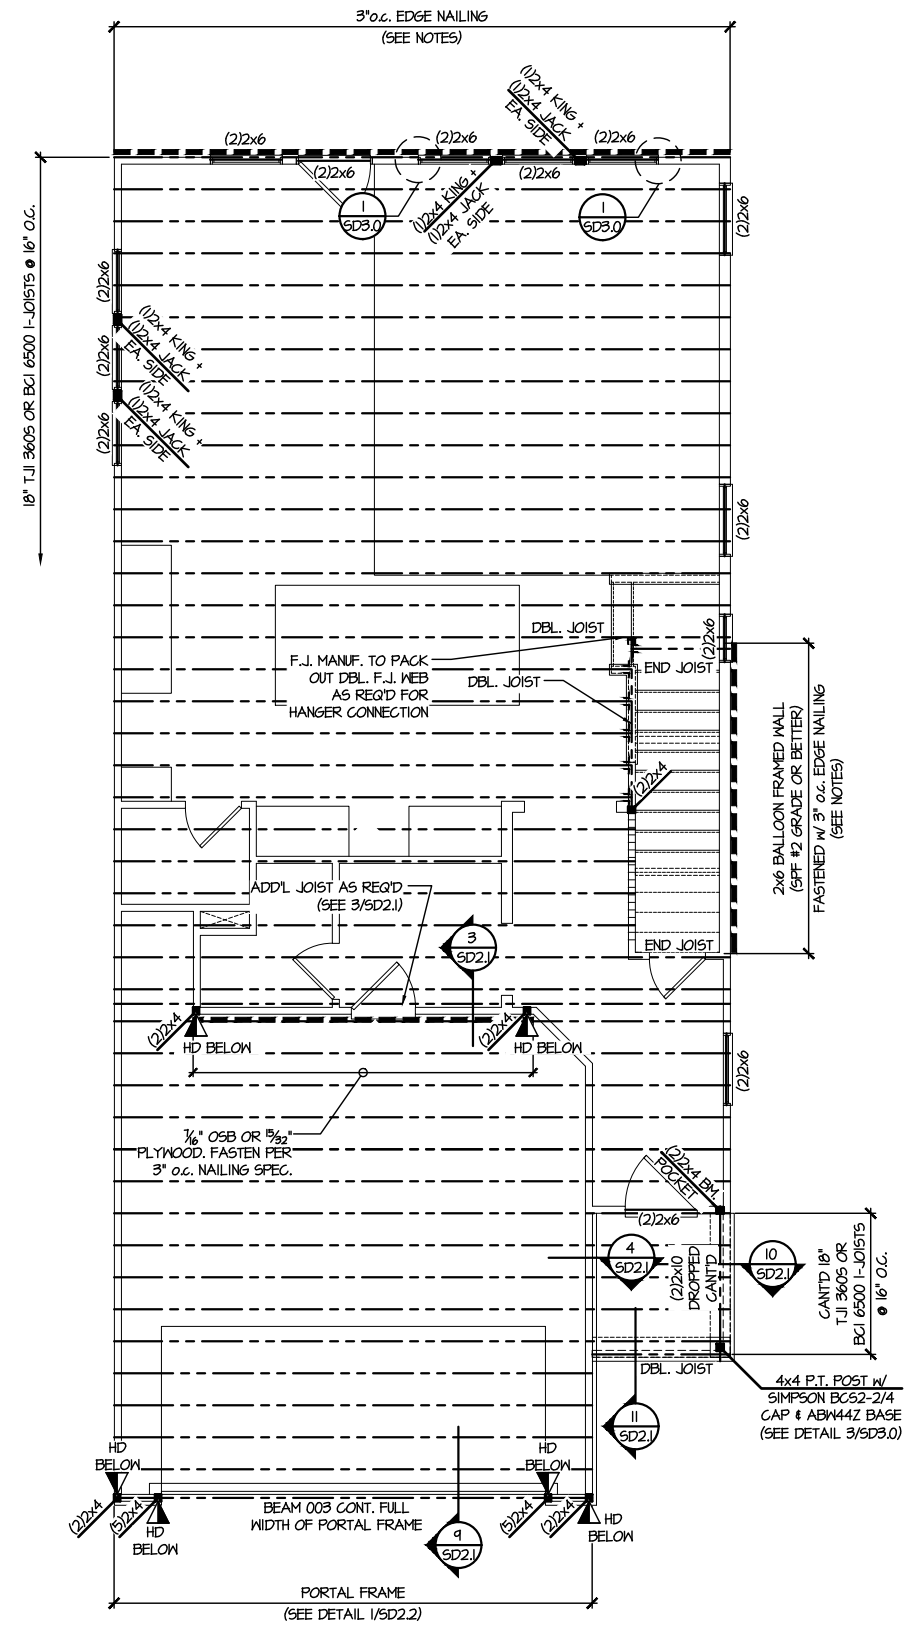 3"o.c. EDGE NAILING
(SEE NOTES)
(1)2x4 KING +
(1)2x4 JACK
EA. SIDE
(2)2x6
(2)2x6
(2)2x6
(2)2x6
(2)2x6
1
SD3.0
(1)2x4 KING +
(1)2x4 JACK
EA. SIDE
1
SD3.0
(2)2x6
18" TJI 360S OR BCI 6500 I-JOISTS @ 16" O.C.
(2)2x6
(1)2x4 KING +
(1)2x4 JACK
EA. SIDE
(2)2x6
(1)2x4 KING +
(1)2x4 JACK
EA. SIDE
(2)2x6
(2)2x6
DBL. JOIST
(2)2x6
F.J. MANUF. TO PACK
OUT DBL. F.J. WEB
AS REQ'D FOR
HANGER CONNECTION
END JOIST
DBL. JOIST
2x6 BALLOON FRAMED WALL
(SPF #2 GRADE OR BETTER)
FASTENED W/ 3" o.c. EDGE NAILING
(SEE NOTES)
(2)2x4
ADD'L JOIST AS REQ'D
(SEE 3/SD2.1)
3
SD2.1
END JOIST
(2)2x4
HD BELOW
(2)2x4
HD BELOW
(2)2x6
7/16" OSB OR 15/32"
PLYWOOD. FASTEN PER
3" o.c. NAILING SPEC.
(2)2x4 BM.
POCKET
(2)2x6
4
SD2.1
(2)2x10
DROPPED
CANT'D
10
SD2.1
CANT'D 18"
TJI 360S OR
BCI 6500 I-JOISTS
@ 16" O.C.
DBL. JOIST
4x4 P.T. POST W/
SIMPSON BCS2-2/4
CAP & ABW44Z BASE
(SEE DETAIL 3/SD3.0)
11
SD2.1
HD
BELOW
HD
BELOW
(2)2x4
(5)2x4
HD
BELOW
BEAM 003 CONT. FULL
WIDTH OF PORTAL FRAME
(5)2x4
(2)2x4
HD
BELOW
9
SD2.1
PORTAL FRAME
(SEE DETAIL 1/SD2.2)